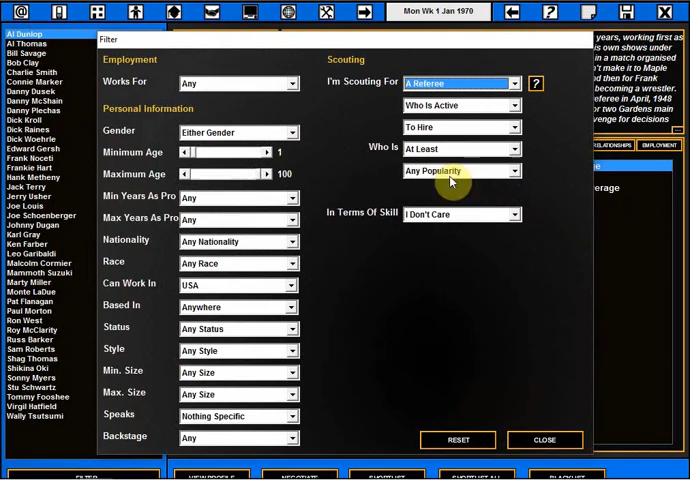 Mon Wk 1 Jan 1970
Al Dunlop
Al Thomas
Bill Savage
Bob Clay
Charlie Smith
Connie Marker
Danny Dusek
Danny McShain
Danny Plechas
Dick Kroll
Dick Raines
Dick Woehrle
Edward Gersh
Frank Noceti
Frankie Hart
Hank Metheny
Jack Terry
Jerry Usher
Joe Louis
Joe Schoenberger
Johnny Dugan
Karl Gray
Ken Farber
Leo Garibaldi
Malcolm Cormier
Mammoth Suzuki
Marty Miller
Monte LaDue
Pat Flanagan
Paul Morton
Ron West
Roy McClarity
Russ Barker
Sam Roberts
Shag Thomas
Shikina Oki
Sonny Myers
Stu Schwartz
Tommy Fooshee
Virgil Hatfield
Wally Tsutsumi
Filter
Employment
Works For Any
Personal Information
Gender Either Gender
Minimum Age 1
Maximum Age 100
Min Years As Pro Any
Max Years As Pro Any
Nationality Any Nationality
Race Any Race
Can Work In USA
Based In Anywhere
Status Any Status
Style Any Style
Min. Size Any Size
Max. Size Any Size
Speaks Nothing Specific
Backstage Any
Scouting
I'm Scouting For A Referee ?
Who Is Active
To Hire
Who Is At Least
Any Popularity
In Terms Of Skill I Don't Care
RESET CLOSE
years, working first as
is own shows under
in a match organised
n't make it to Maple
nd then for Frank
becoming a wrestler.
eferee in April, 1948
or two Gardens main
venge for decisions
RELATIONSHIPS EMPLOYMENT
verage
FILTER VIEW PROFILE NEGOTIATE SHORTLIST SHORTLIST ALL BLACKLIST